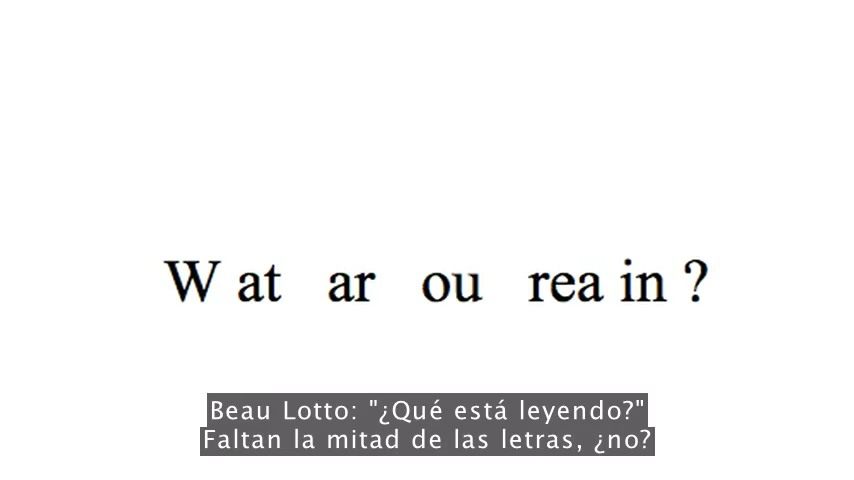 W at ar ou rea in ?
Beau Lotto: "¿Qué está leyendo?"
Faltan la mitad de las letras, ¿no?